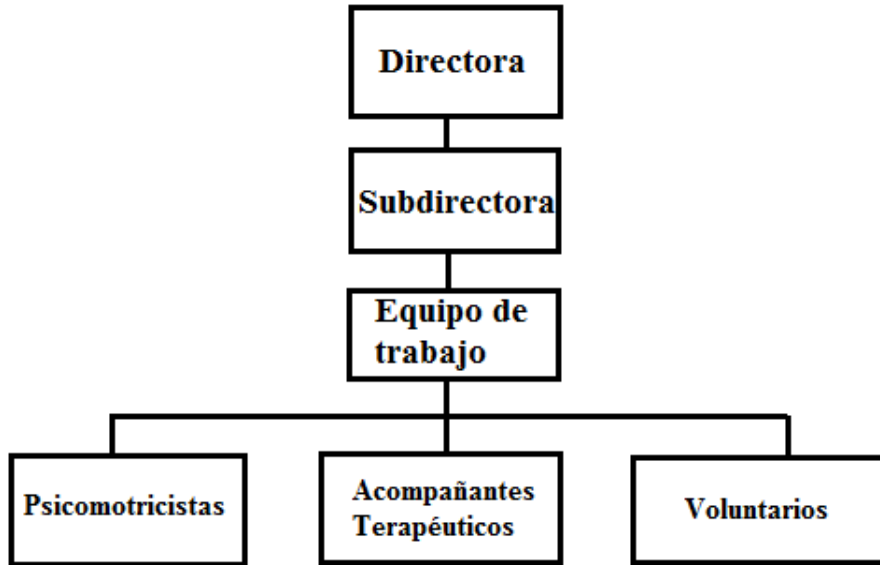 Directora
Subdirectora
Equipo de
trabajo
Psicomotricistas
Acompañantes
Terapéuticos
Voluntarios